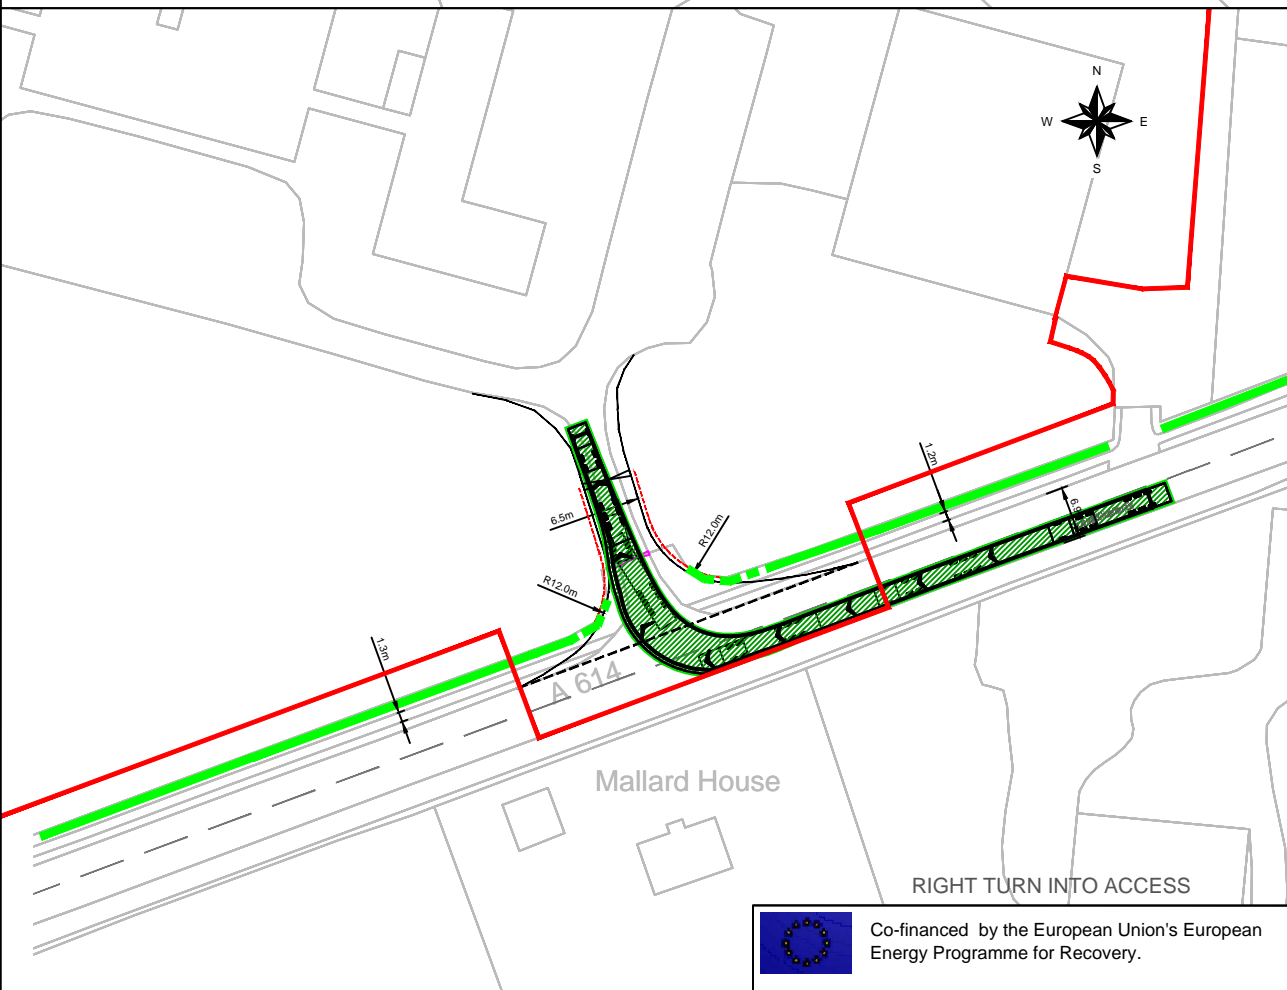 N
W
E
S
1.2m
6.5m
R12.0m
R12.0m
1.3m
A 614
Mallard House
RIGHT TURN INTO ACCESS
Co-financed by the European Union's European
Energy Programme for Recovery.